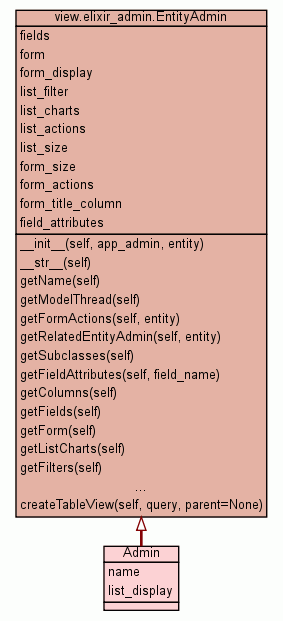 view.elixir_admin.EntityAdmin
fields
form
form_display
list_filter
list_charts
list_actions
list_size
form_size
form_actions
form_title_column
field_attributes
__init__(self, app_admin, entity)
__str__(self)
getName(self)
getModelThread(self)
getFormActions(self, entity)
getRelatedEntityAdmin(self, entity)
getSubclasses(self)
getFieldAttributes(self, field_name)
getColumns(self)
getFields(self)
getForm(self)
getListCharts(self)
getFilters(self)
...
createTableView(self, query, parent=None)
Admin
name
list_display